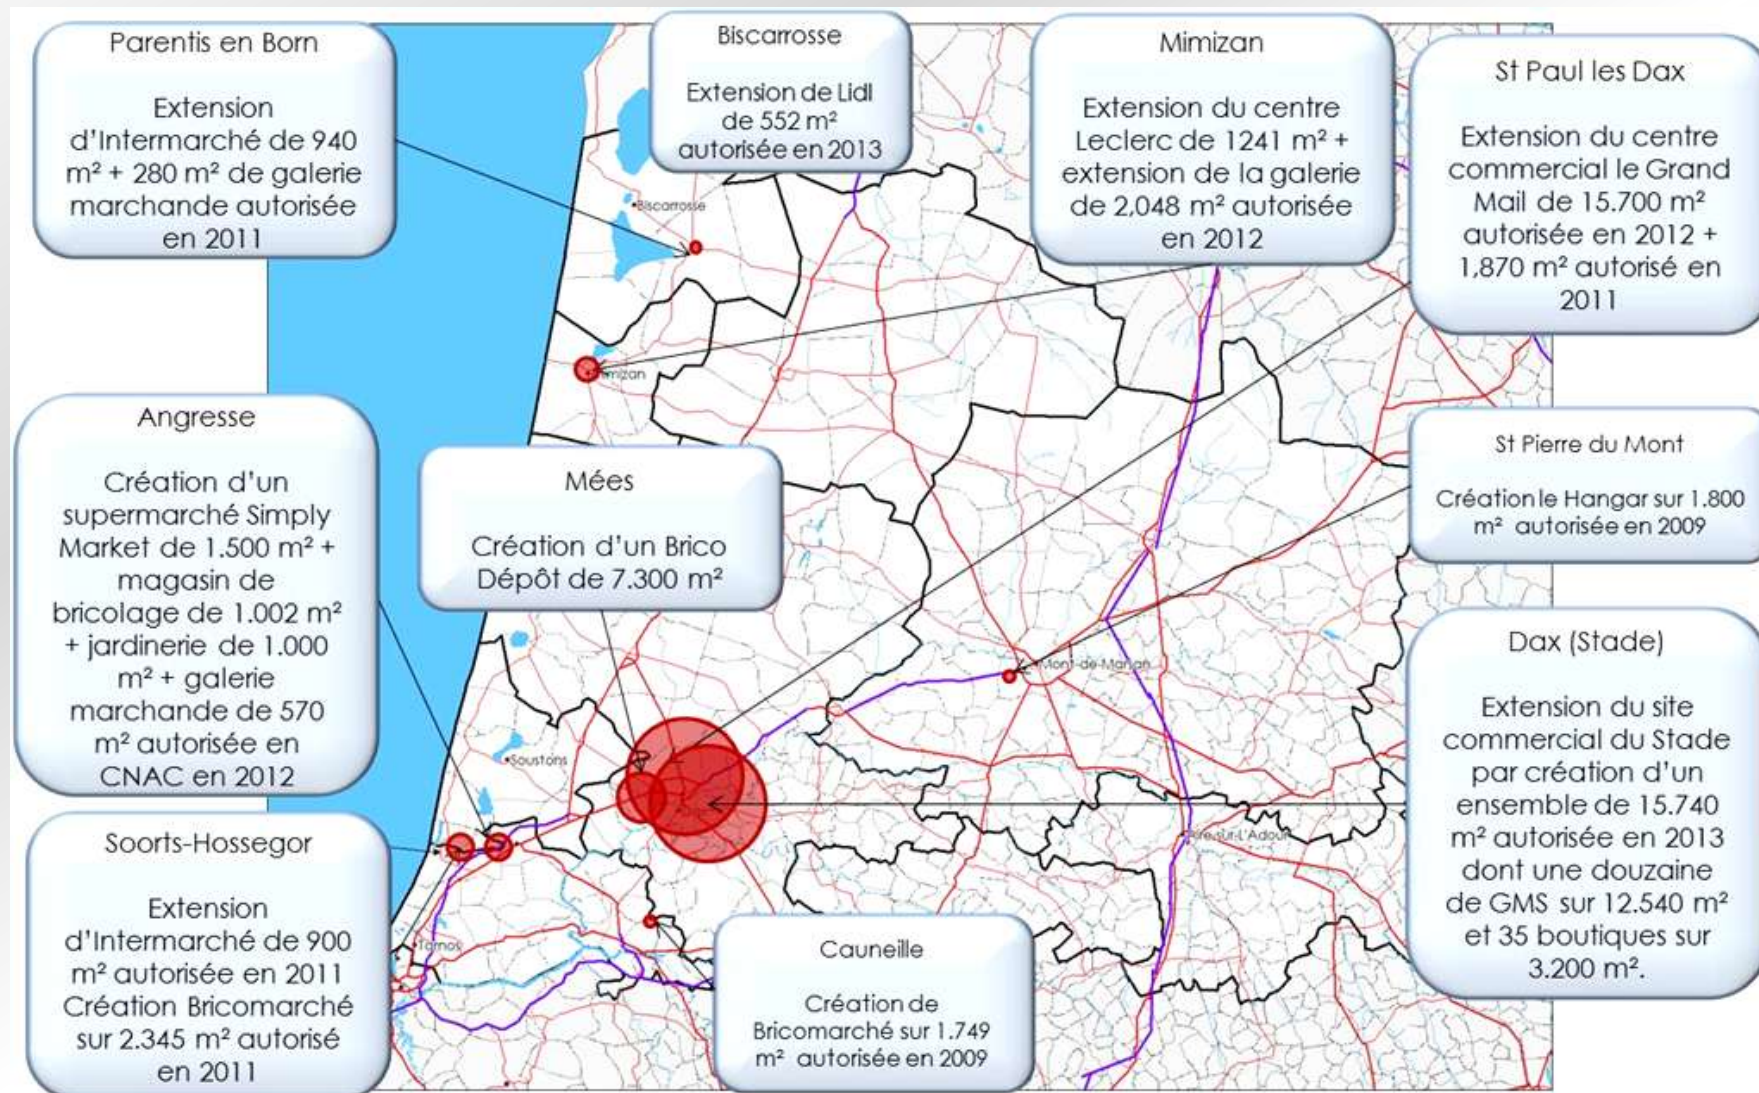 Parentis en Born
Extension
d'Intermarché de 940
m² + 280 m² de galerie
marchande autorisée
en 2011
Biscarrosse
Extension de Lidl
de 552 m²
autorisée en 2013
Mimizan
Extension du centre
Leclerc de 1241 m² +
extension de la galerie
de 2,048 m² autorisée
en 2012
St Paul les Dax
Extension du centre
commercial le Grand
Mail de 15.700 m²
autorisée en 2012 +
1,870 m² autorisé en
2011
Biscarrosse
Angresse
Création d'un
supermarché Simply
Market de 1.500 m² +
magasin de
bricolage de 1.002 m²
+ jardinerie de 1.000
m² + galerie
marchande de 570
m² autorisée en
CNAC en 2012
Mées
Création d'un Brico
Dépôt de 7.300 m²
St Pierre du Mont
Création le Hangar sur 1.800
m² autorisée en 2009
Mont-de-Marsan
Dax (Stade)
Extension du site
commercial du Stade
par création d'un
ensemble de 15.740
m² autorisée en 2013
dont une douzaine
de GMS sur 12.540 m²
et 35 boutiques sur
3.200 m².
Soustons
Soorts-Hossegor
Extension
d'Intermarché de 900
m² autorisée en 2011
Création Bricomarché
sur 2.345 m² autorisé
en 2011
Tarnos
Cauneille
Création de
Bricomarché sur 1.749
m² autorisée en 2009